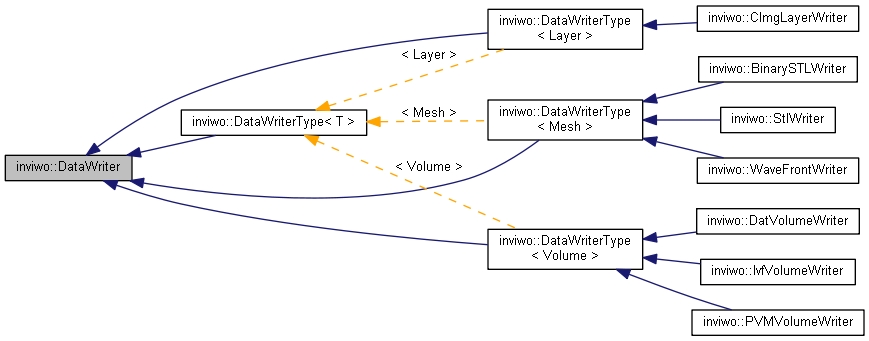 inviwo::DataWriter
inviwo::DataWriterType< T >
< Layer >
< Mesh >
< Volume >
inviwo::DataWriterType
< Layer >
inviwo::DataWriterType
< Mesh >
inviwo::DataWriterType
< Volume >
inviwo::CImgLayerWriter
inviwo::BinarySTLWriter
inviwo::StlWriter
inviwo::WaveFrontWriter
inviwo::DatVolumeWriter
inviwo::IvfVolumeWriter
inviwo::PVMVolumeWriter